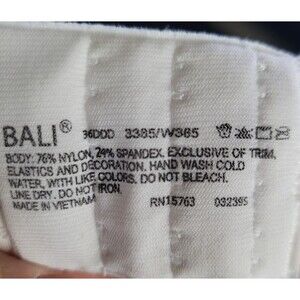 BALI® 36DDD 3385/W365
BODY: 76% NYLON, 24% SPANDEX. EXCLUSIVE OF TRIM,
ELASTICS AND DECORATION. HAND WASH COLD
WATER, WITH LIKE COLORS. DO NOT BLEACH.
LINE DRY. DO NOT IRON.
MADE IN VIETNAM RN15763 032395